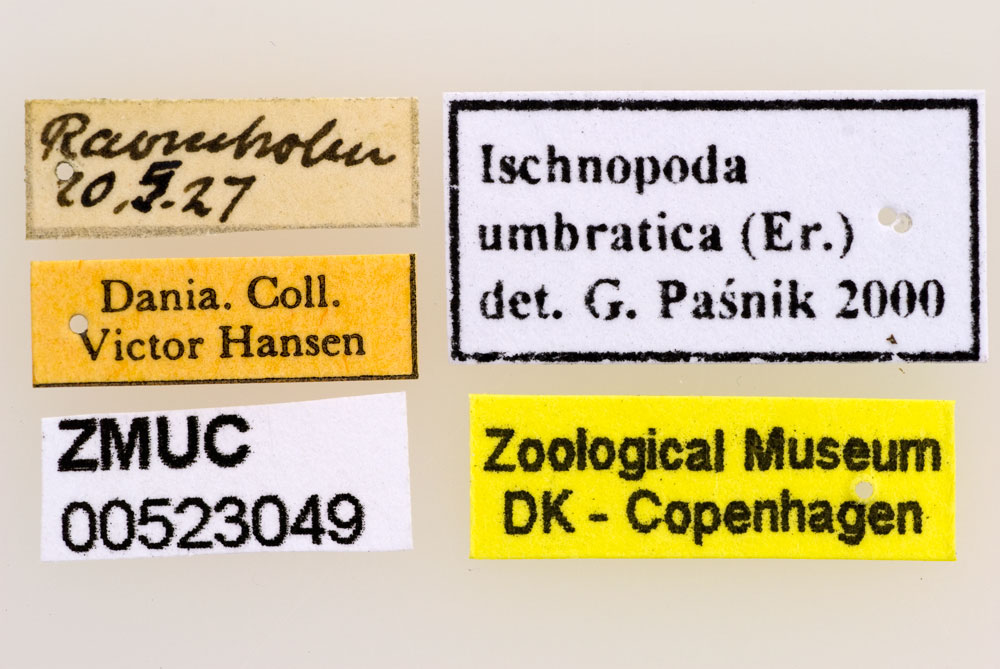 Ravnholm
20.5.27
Dania. Coll.
Victor Hansen
ZMUC
00523049
Ischnopoda
umbratica (Er.)
det. G. Paśnik 2000
Zoological Museum
DK - Copenhagen